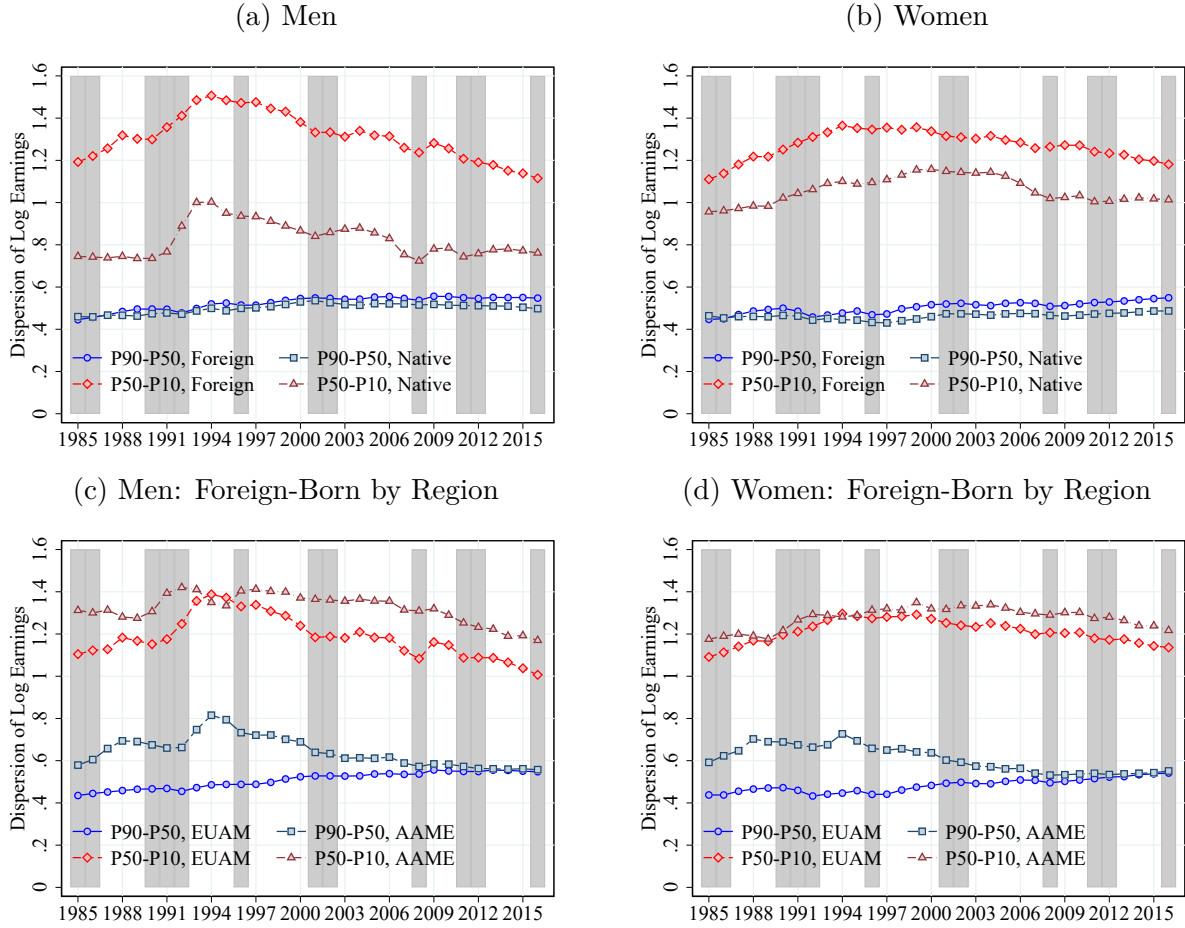 (a) Men
Dispersion of Log Earnings
0 .2 .4 .6 .8 1 1.2 1.4 1.6
P90-P50, Foreign P90-P50, Native
P50-P10, Foreign P50-P10, Native
1985 1988 1991 1994 1997 2000 2003 2006 2009 2012 2015
(b) Women
Dispersion of Log Earnings
0 .2 .4 .6 .8 1 1.2 1.4 1.6
P90-P50, Foreign P90-P50, Native
P50-P10, Foreign P50-P10, Native
1985 1988 1991 1994 1997 2000 2003 2006 2009 2012 2015
(c) Men: Foreign-Born by Region
Dispersion of Log Earnings
0 .2 .4 .6 .8 1 1.2 1.4 1.6
P90-P50, EUAM P90-P50, AAME
P50-P10, EUAM P50-P10, AAME
1985 1988 1991 1994 1997 2000 2003 2006 2009 2012 2015
(d) Women: Foreign-Born by Region
Dispersion of Log Earnings
0 .2 .4 .6 .8 1 1.2 1.4 1.6
P90-P50, EUAM P90-P50, AAME
P50-P10, EUAM P50-P10, AAME
1985 1988 1991 1994 1997 2000 2003 2006 2009 2012 2015